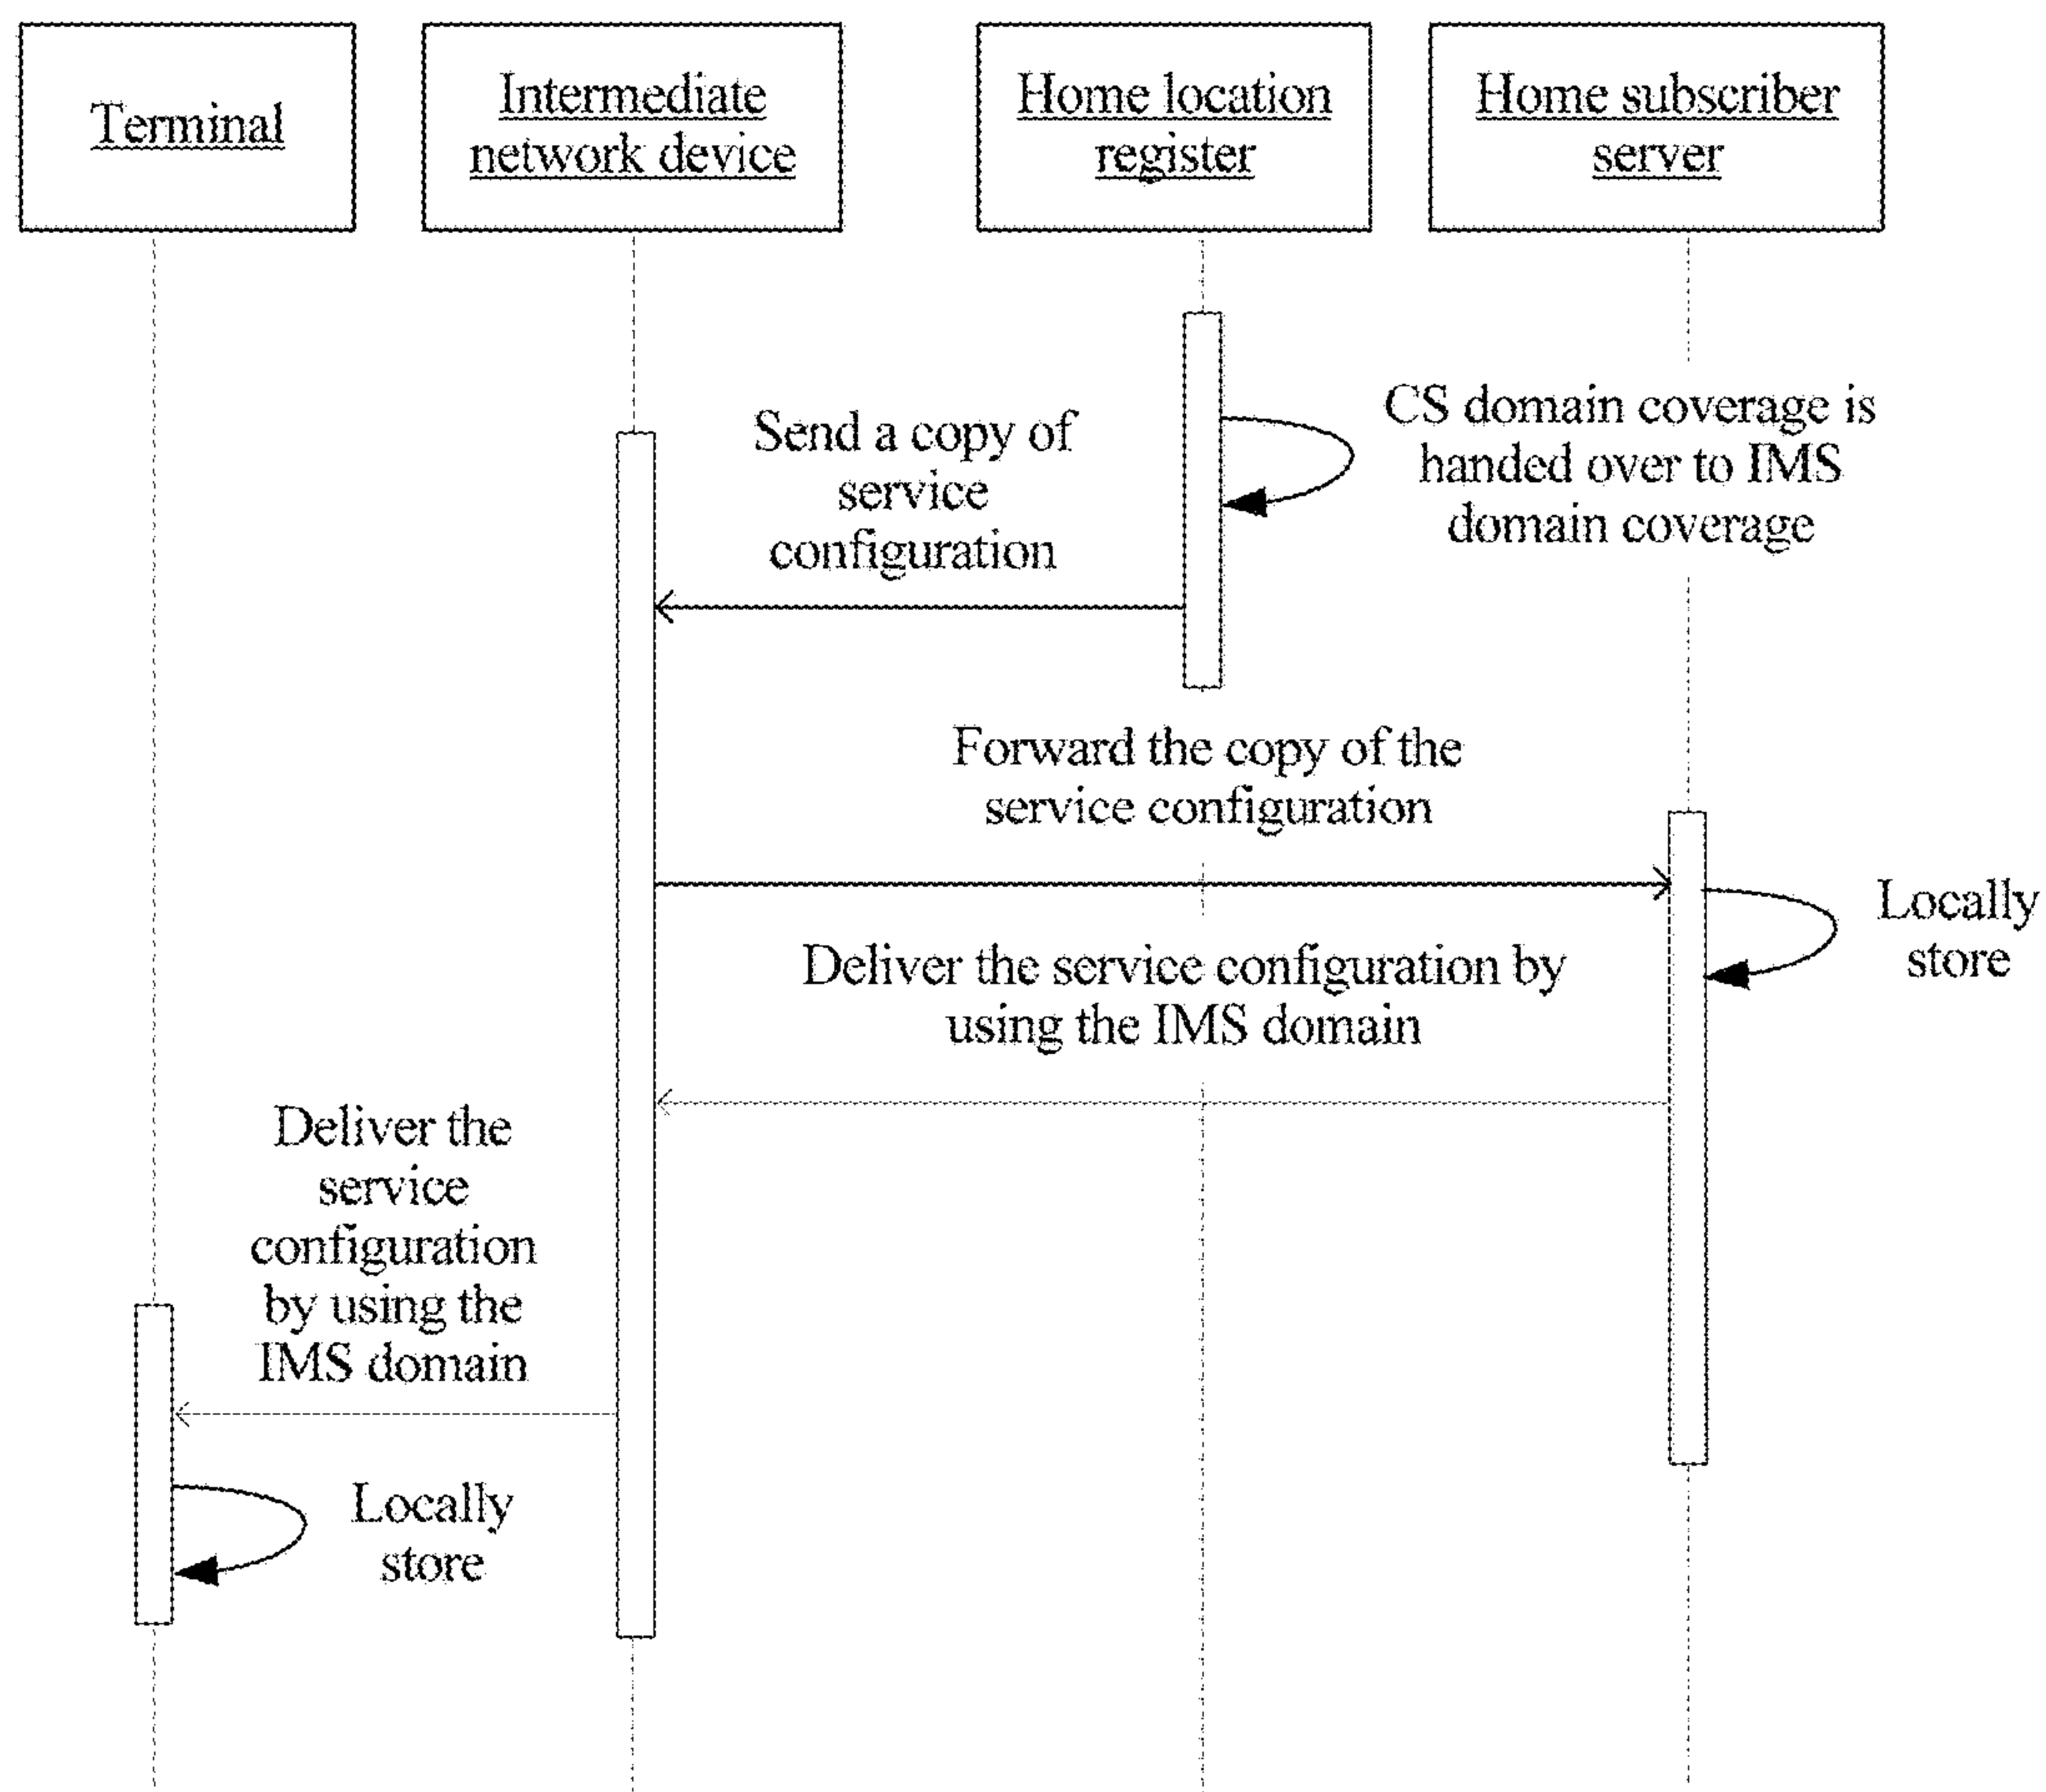 Terminal
Intermediate
network device
Home location
register
Home subscriber
server
CS domain coverage is
handed over to IMS
domain coverage
Send a copy of
service
configuration
Forward the copy of the
service configuration
Locally
store
Deliver the service configuration by
using the IMS domain
Deliver the
service
configuration
by using the
IMS domain
Locally
store